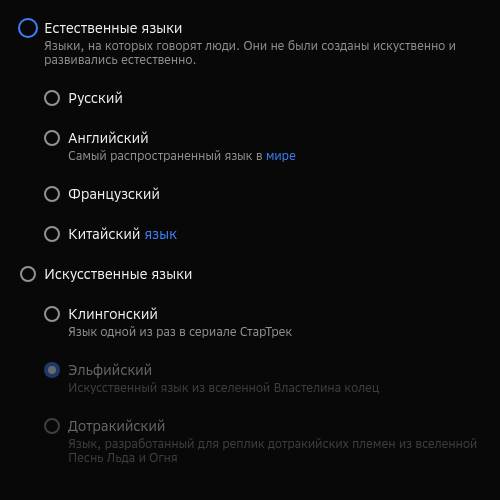 Естественные языки
Языки, на которых говорят люди. Они не были созданы искуственно и
развивались естественно.
Русский
Английский
Самый распространенный язык в мире
Французский
Китайский язык
Искусственные языки
Клингонский
Язык одной из раз в сериале СтарТрек
Эльфийский
Искусственный язык из вселенной Властелина колец
Дотракийский
Язык, разработанный для реплик дотракийских племен из вселенной
Песнь Льда и Огня